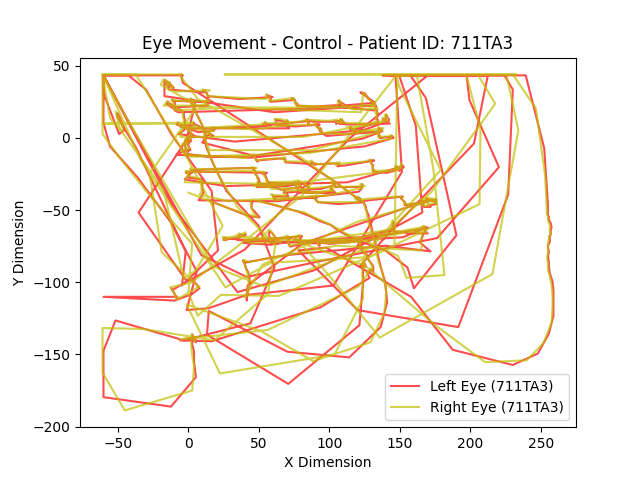 Eye Movement - Control - Patient ID: 711TA3
Y Dimension
50
0
−50
−100
−150
−200
−50
0
50
100
150
200
250
X Dimension
Left Eye (711TA3)
Right Eye (711TA3)